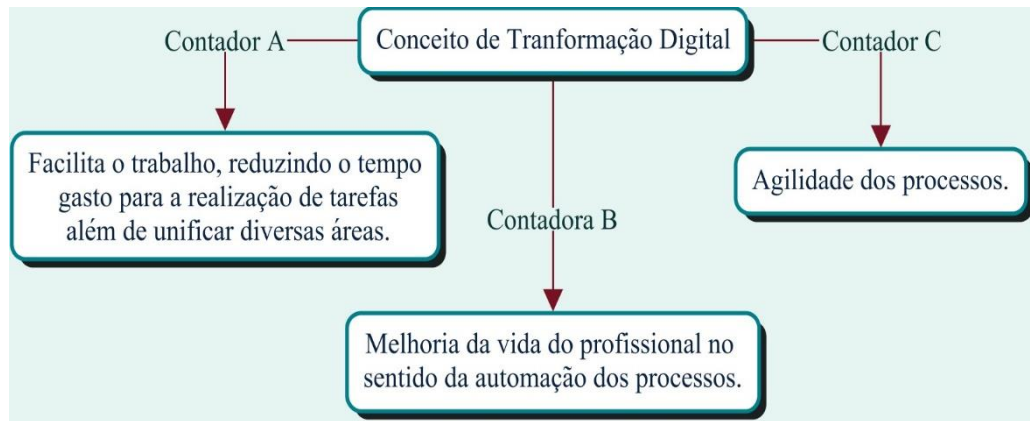 Conceito de Tranformação Digital
Contador A
Contador C
Facilita o trabalho, reduzindo o tempo
gasto para a realização de tarefas
além de unificar diversas áreas.
Agilidade dos processos.
Contadora B
Melhoria da vida do profissional no
sentido da automação dos processos.